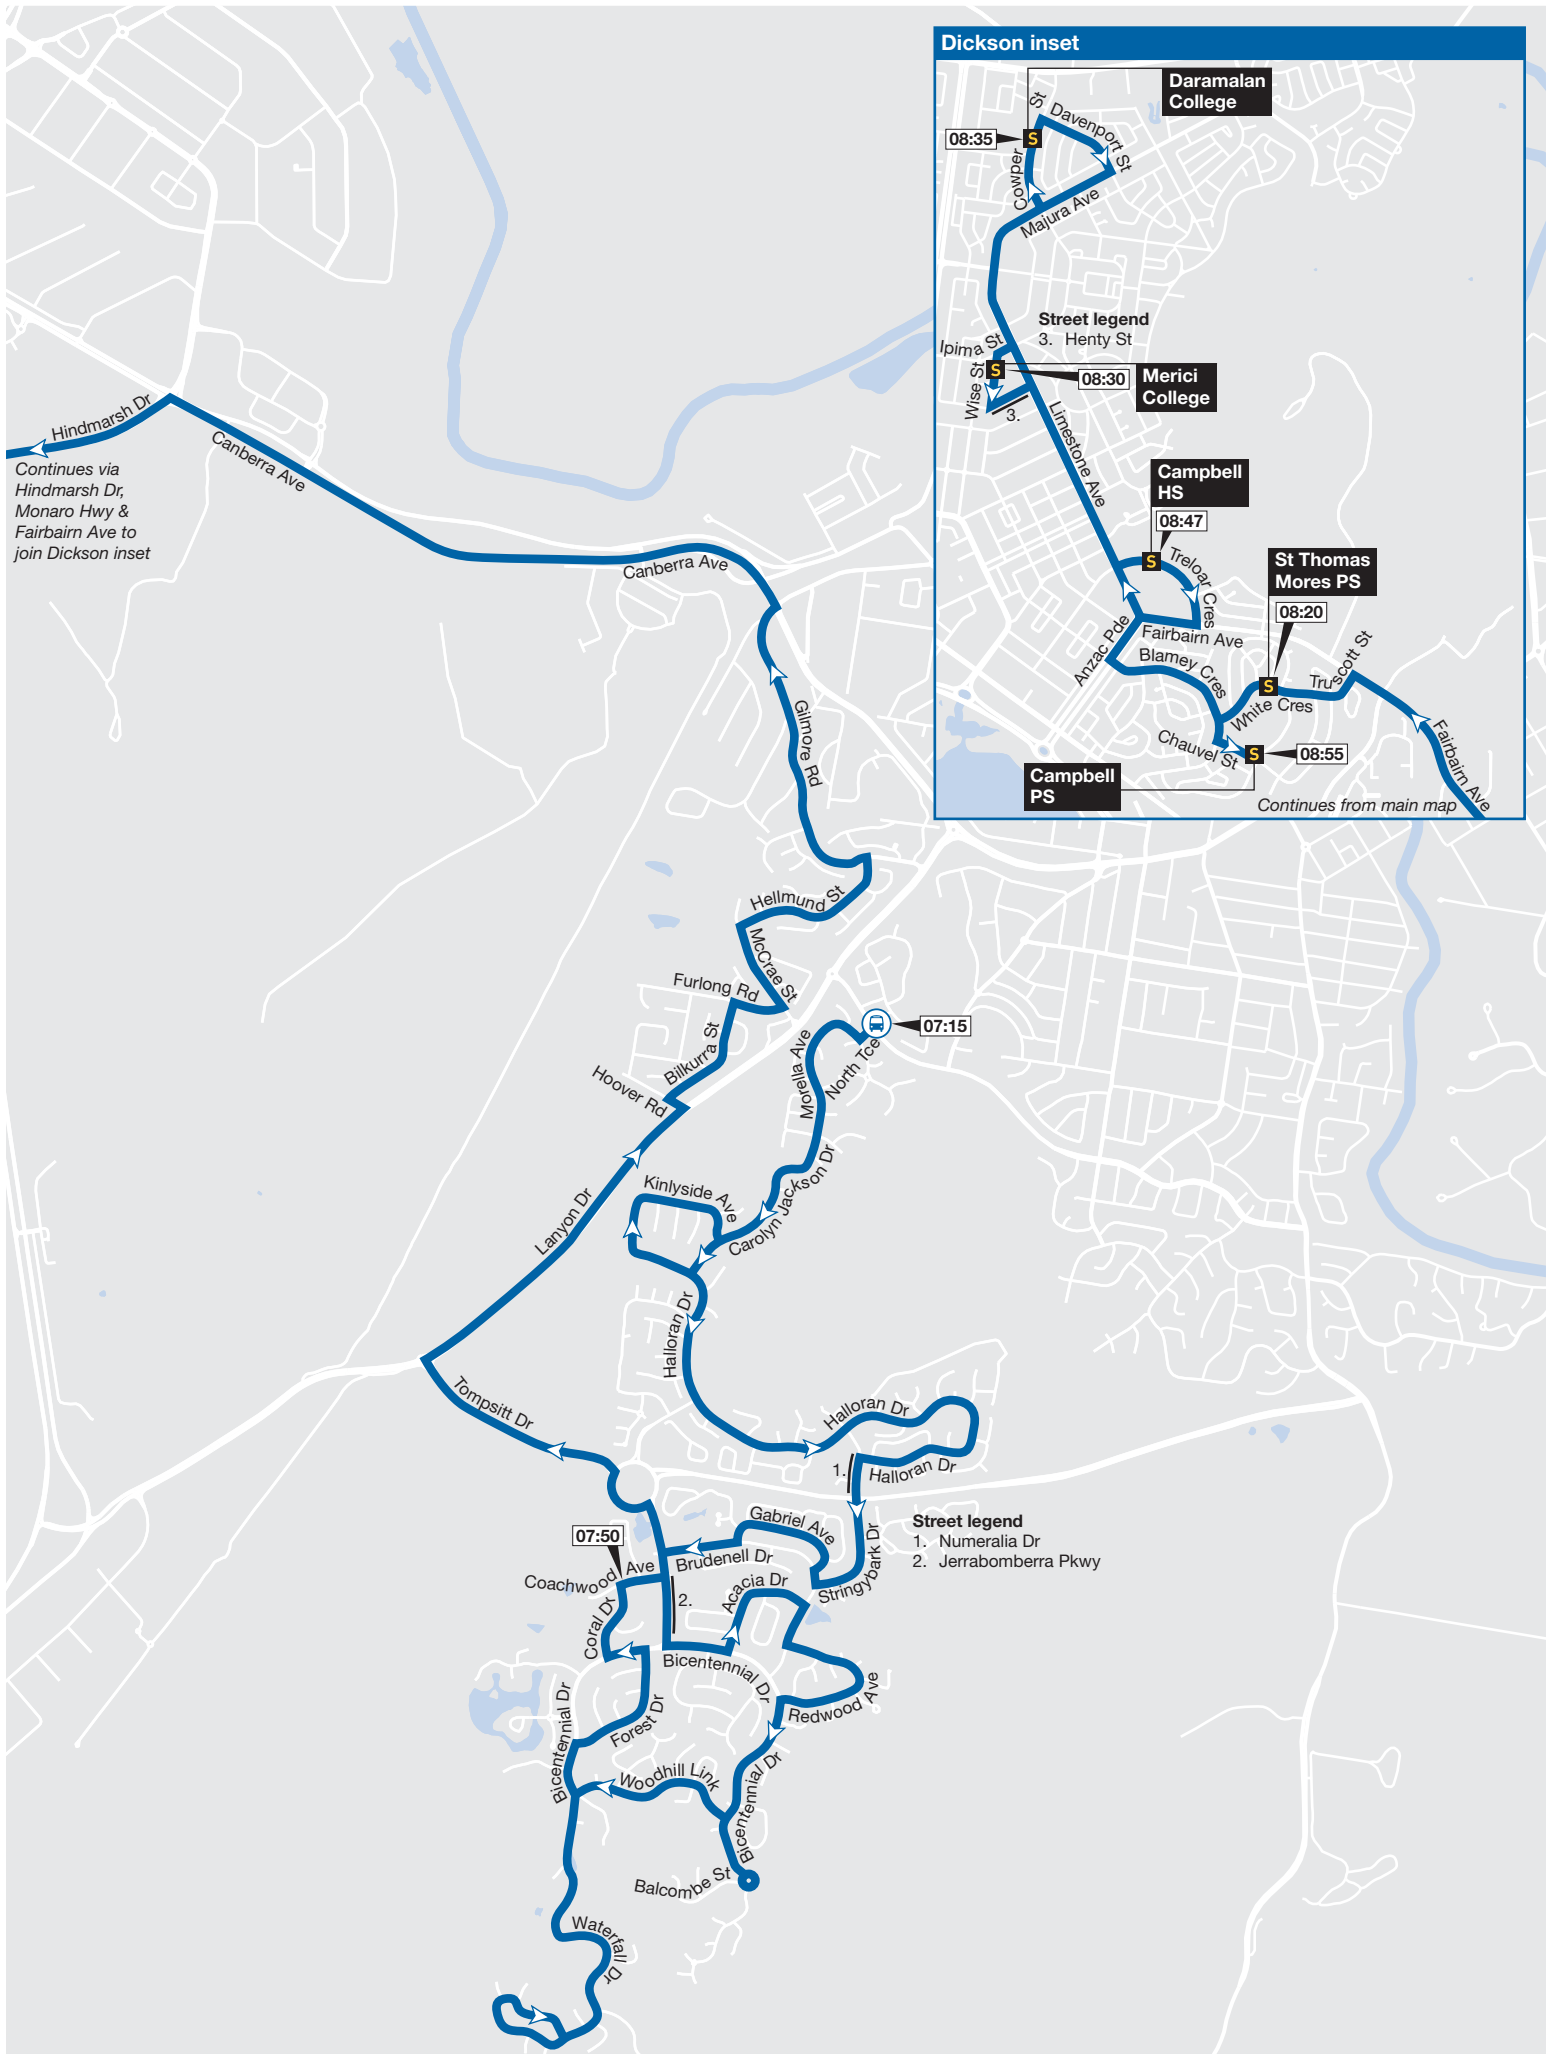 Dickson inset
Daramalan
College
St
Davenport St
08:35
S
Cowper
Majura Ave
Street legend
3. Henty St
Ipima St
S
08:30
Merici
College
Wise St
3.
Limestone Ave
Campbell
HS
08:47
S
Treloar Cres
St Thomas
Mores PS
08:20
Anzac Pde
Fairbairn Ave
Blamey Cres
Truscott St
S
White Cres
Chauvel St
S
08:55
Fairbairn Ave
Campbell
PS
Continues from main map
Hindmarsh Dr
Continues via
Hindmarsh Dr,
Monaro Hwy &
Fairbairn Ave to
join Dickson inset
Canberra Ave
Canberra Ave
Gilmore Rd
Hellmund St
McCrae St
Furlong Rd
Bilkurra St
Hoover Rd
07:15
North Tce
Morella Ave
Carolyn Jackson Dr
Kinlyside Ave
Lanyon Dr
Halloran Dr
Tompsitt Dr
Halloran Dr
Halloran Dr
1.
Street legend
1. Numeralia Dr
2. Jerrabomberra Pkwy
Gabriel Ave
Stringybark Dr
Brudenell Dr
07:50
Coachwood Ave
2.
Acacia Dr
Coral Dr
Bicentennial Dr
Redwood Ave
Forest Dr
Bicentennial Dr
Woodhill Link
Bicentennial Dr
Balcombe St
Waterfall Dr